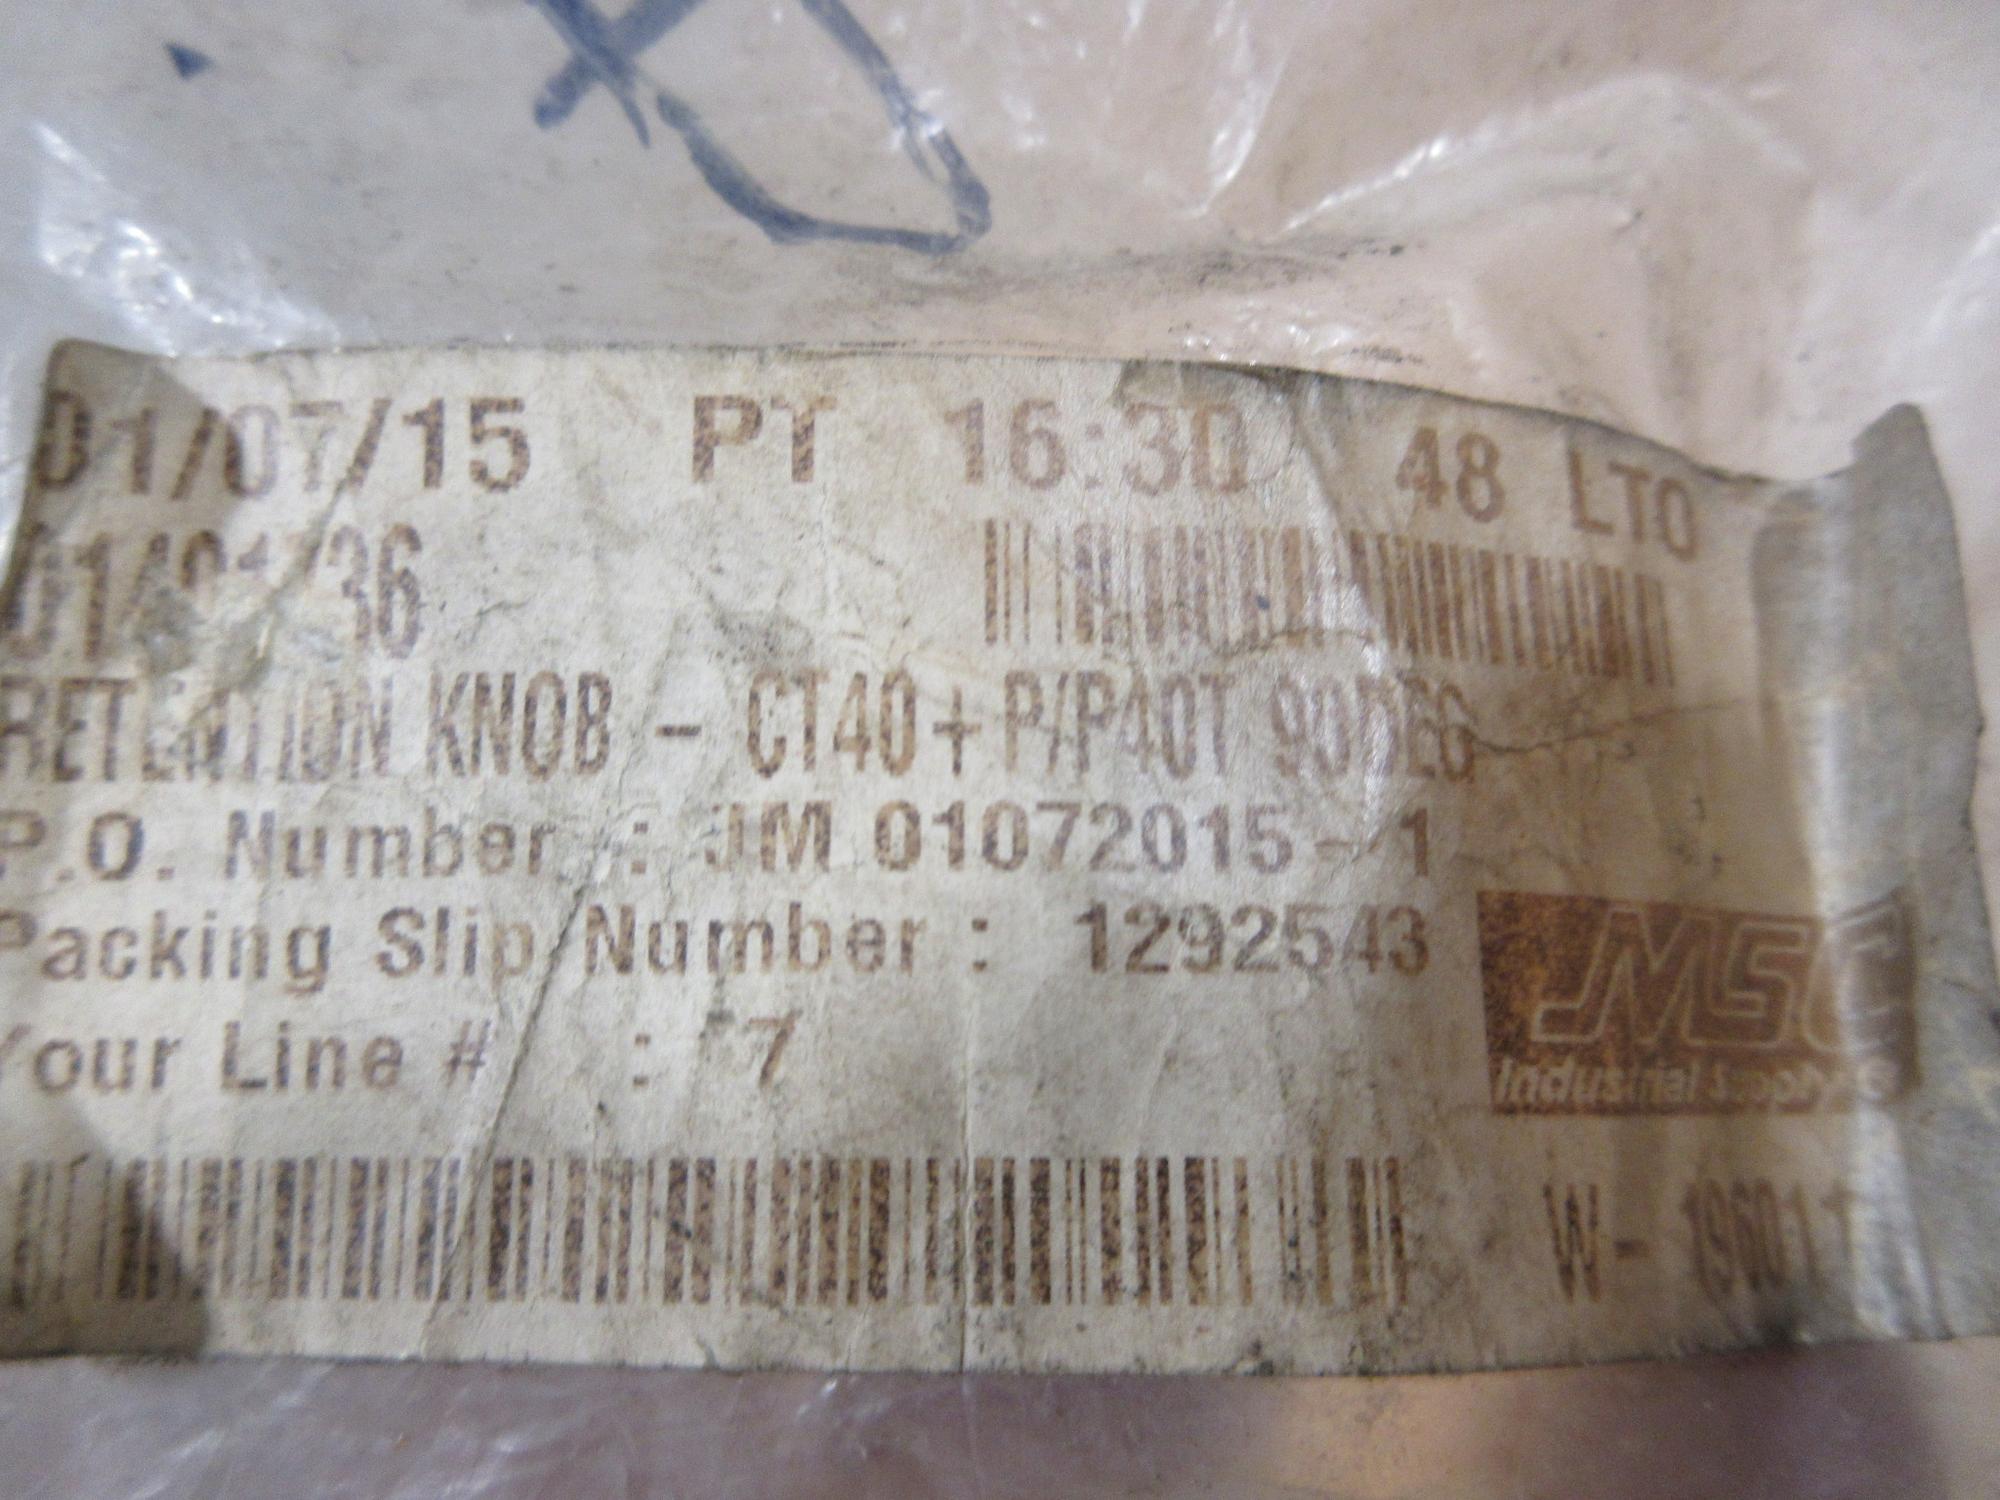 01/07/15 PT 16:30 48 LTO
RETENTION KNOB - CT40+P/P40T 90DEG
P.O. Number : JM 01072015-1
Packing Slip Number : 1292543
Your Line # : 7
MSC
Industrial Supply
W-